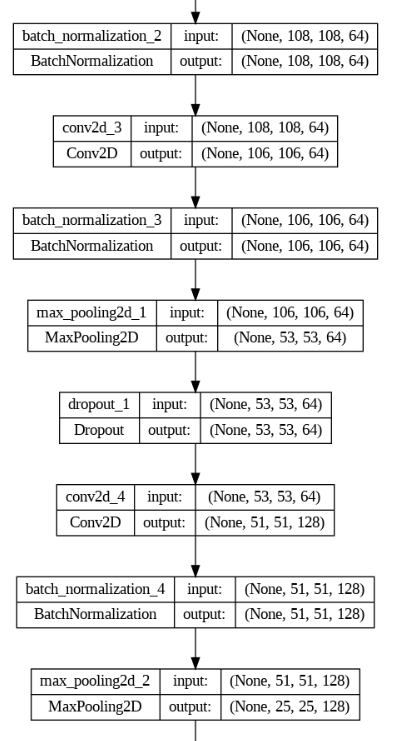 batch_normalization_2 input: (None, 108, 108, 64)
BatchNormalization output: (None, 108, 108, 64)
conv2d_3 input: (None, 108, 108, 64)
Conv2D output: (None, 106, 106, 64)
batch_normalization_3 input: (None, 106, 106, 64)
BatchNormalization output: (None, 106, 106, 64)
max_pooling2d_1 input: (None, 106, 106, 64)
MaxPooling2D output: (None, 53, 53, 64)
dropout_1 input: (None, 53, 53, 64)
Dropout output: (None, 53, 53, 64)
conv2d_4 input: (None, 53, 53, 64)
Conv2D output: (None, 51, 51, 128)
batch_normalization_4 input: (None, 51, 51, 128)
BatchNormalization output: (None, 51, 51, 128)
max_pooling2d_2 input: (None, 51, 51, 128)
MaxPooling2D output: (None, 25, 25, 128)